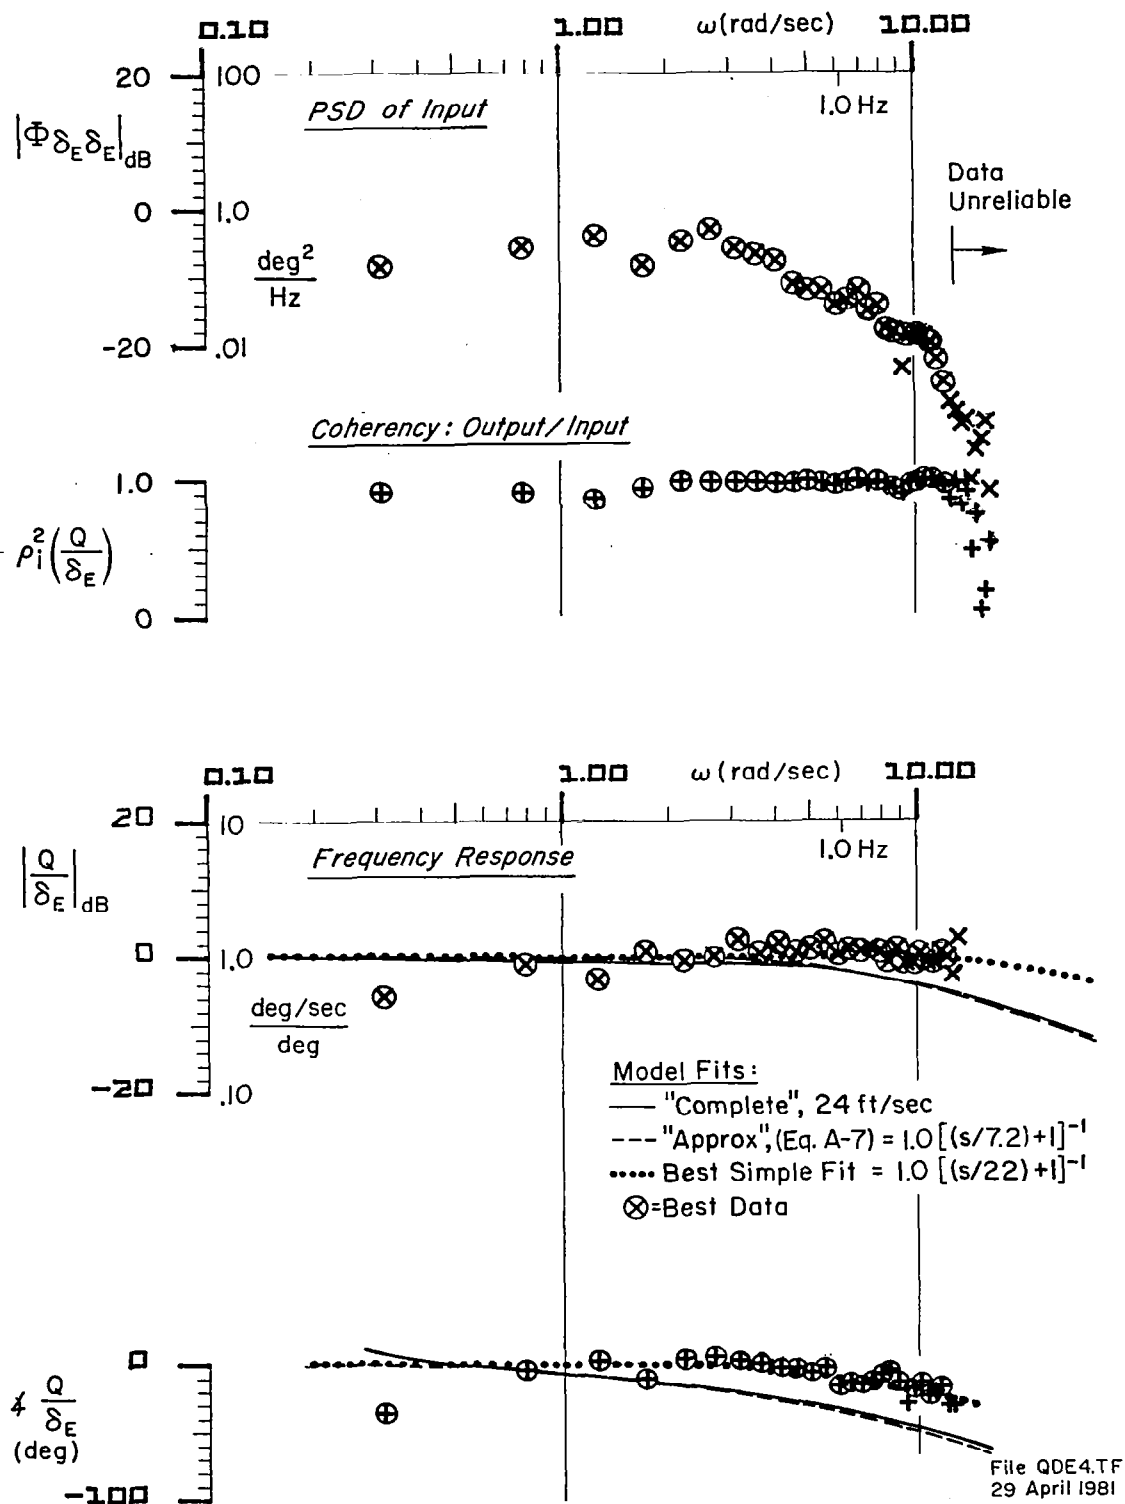 0.10 1.00 ω(rad/sec) 10.00
20 100
PSD of Input
1.0 Hz
|Φ δE δE|dB
Data
Unreliable
0 1.0
deg²
Hz
-20 .01
Coherency: Output/Input
1.0
ρi²(Q/δE)
0
0.10 1.00 ω(rad/sec) 10.00
20 10
1.0 Hz
Frequency Response
|Q/δE|dB
0 1.0
deg/sec
deg
Model Fits:
-20 .10
"Complete", 24 ft/sec
"Approx",(Eq. A-7) = 1.0 [(s/7.2)+1]⁻¹
Best Simple Fit = 1.0 [(s/22)+1]⁻¹
⊗=Best Data
0
∡ Q/δE
(deg)
-100
File QDE4.TF
29 April 1981